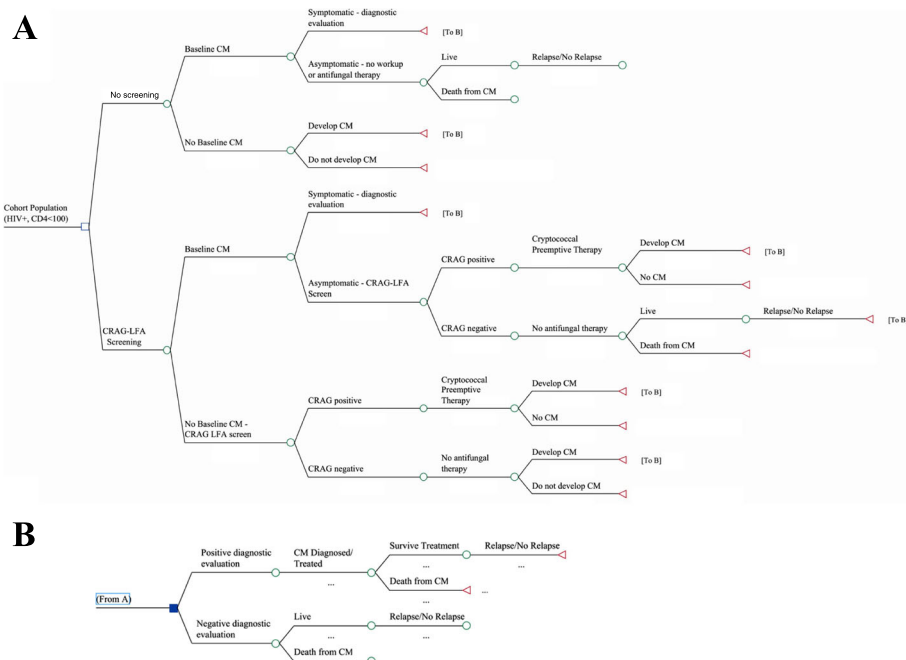 A
Symptomatic - diagnostic
evaluation
[To B]
Baseline CM
Asymptomatic - no workup
or antifungal therapy
Live
Relapse/No Relapse
Death from CM
No screening
No Baseline CM
Develop CM
[To B]
Do not develop CM
Cohort Population
(HIV+, CD4<100)
Symptomatic - diagnostic
evaluation
[To B]
Baseline CM
Asymptomatic - CRAG-LFA
Screen
CRAG positive
Cryptococcal
Preemptive Therapy
Develop CM
[To B]
No CM
CRAG negative
No antifungal therapy
Live
Relapse/No Relapse
[To B
Death from CM
CRAG-LFA
Screening
No Baseline CM -
CRAG LFA screen
CRAG positive
Cryptococcal
Preemptive
Therapy
Develop CM
[To B]
No CM
CRAG negative
No antifungal
therapy
Develop CM
[To B]
Do not develop CM
B
(From A)
Positive diagnostic
evaluation
CM Diagnosed/
Treated
...
Survive Treatment
...
Relapse/No Relapse
...
Death from CM
...
...
Negative diagnostic
evaluation
Live
...
Relapse/No Relapse
...
Death from CM